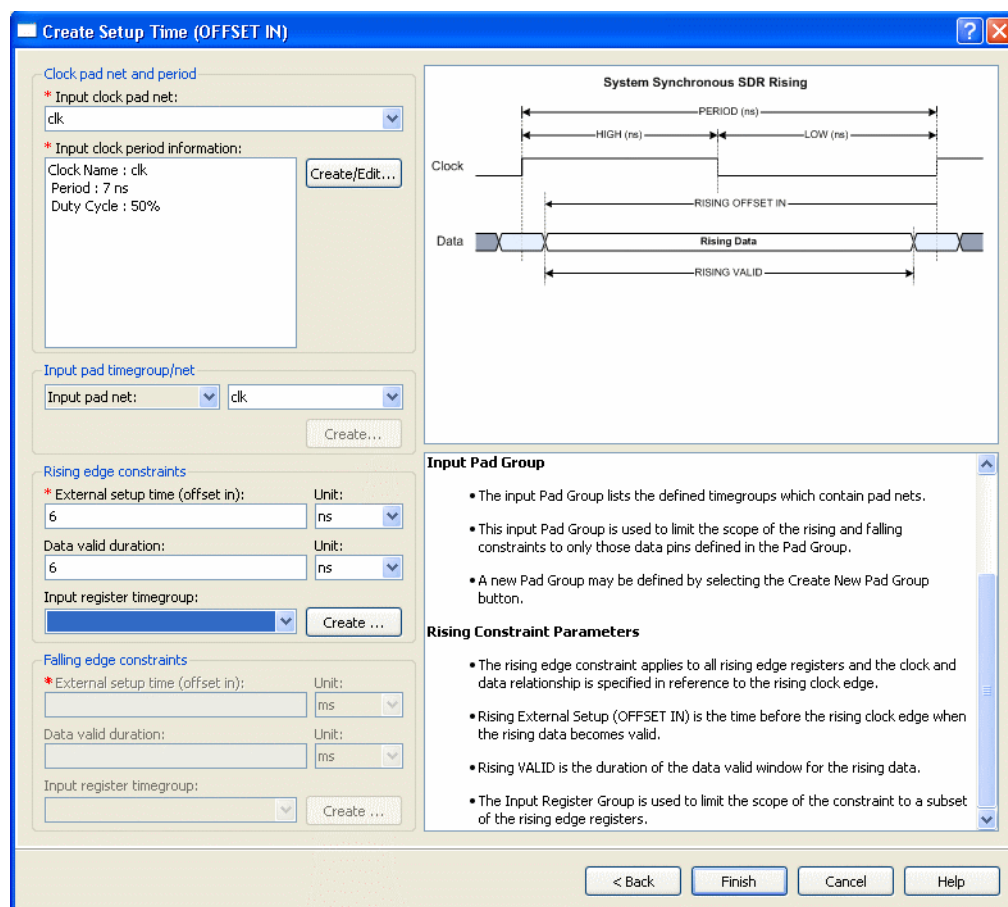 Create Setup Time (OFFSET IN)
Clock pad net and period
* Input clock pad net:
clk
* Input clock period information:
Clock Name : clk
Period : 7 ns
Duty Cycle : 50%
Create/Edit...
Input pad timegroup/net
Input pad net:
clk
Create...
Rising edge constraints
* External setup time (offset in):
Unit:
6
ns
Data valid duration:
Unit:
6
ns
Input register timegroup:
Create ...
Falling edge constraints
* External setup time (offset in):
Unit:
ms
Data valid duration:
Unit:
ms
Input register timegroup:
Create ...
System Synchronous SDR Rising
PERIOD (ns)
HIGH (ns)
LOW (ns)
Clock
RISING OFFSET IN
Data
Rising Data
RISING VALID
Input Pad Group
• The input Pad Group lists the defined timegroups which contain pad nets.
• This input Pad Group is used to limit the scope of the rising and falling
constraints to only those data pins defined in the Pad Group.
• A new Pad Group may be defined by selecting the Create New Pad Group
button.
Rising Constraint Parameters
• The rising edge constraint applies to all rising edge registers and the clock and
data relationship is specified in reference to the rising clock edge.
• Rising External Setup (OFFSET IN) is the time before the rising clock edge when
the rising data becomes valid.
• Rising VALID is the duration of the data valid window for the rising data.
• The Input Register Group is used to limit the scope of the constraint to a subset
of the rising edge registers.
< Back
Finish
Cancel
Help